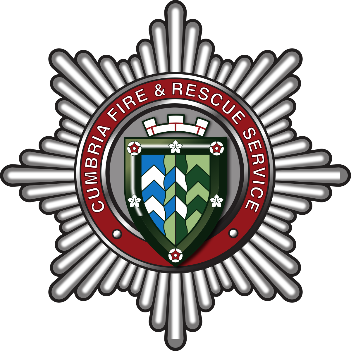 CUMBRIA FIRE & RESCUE SERVICE